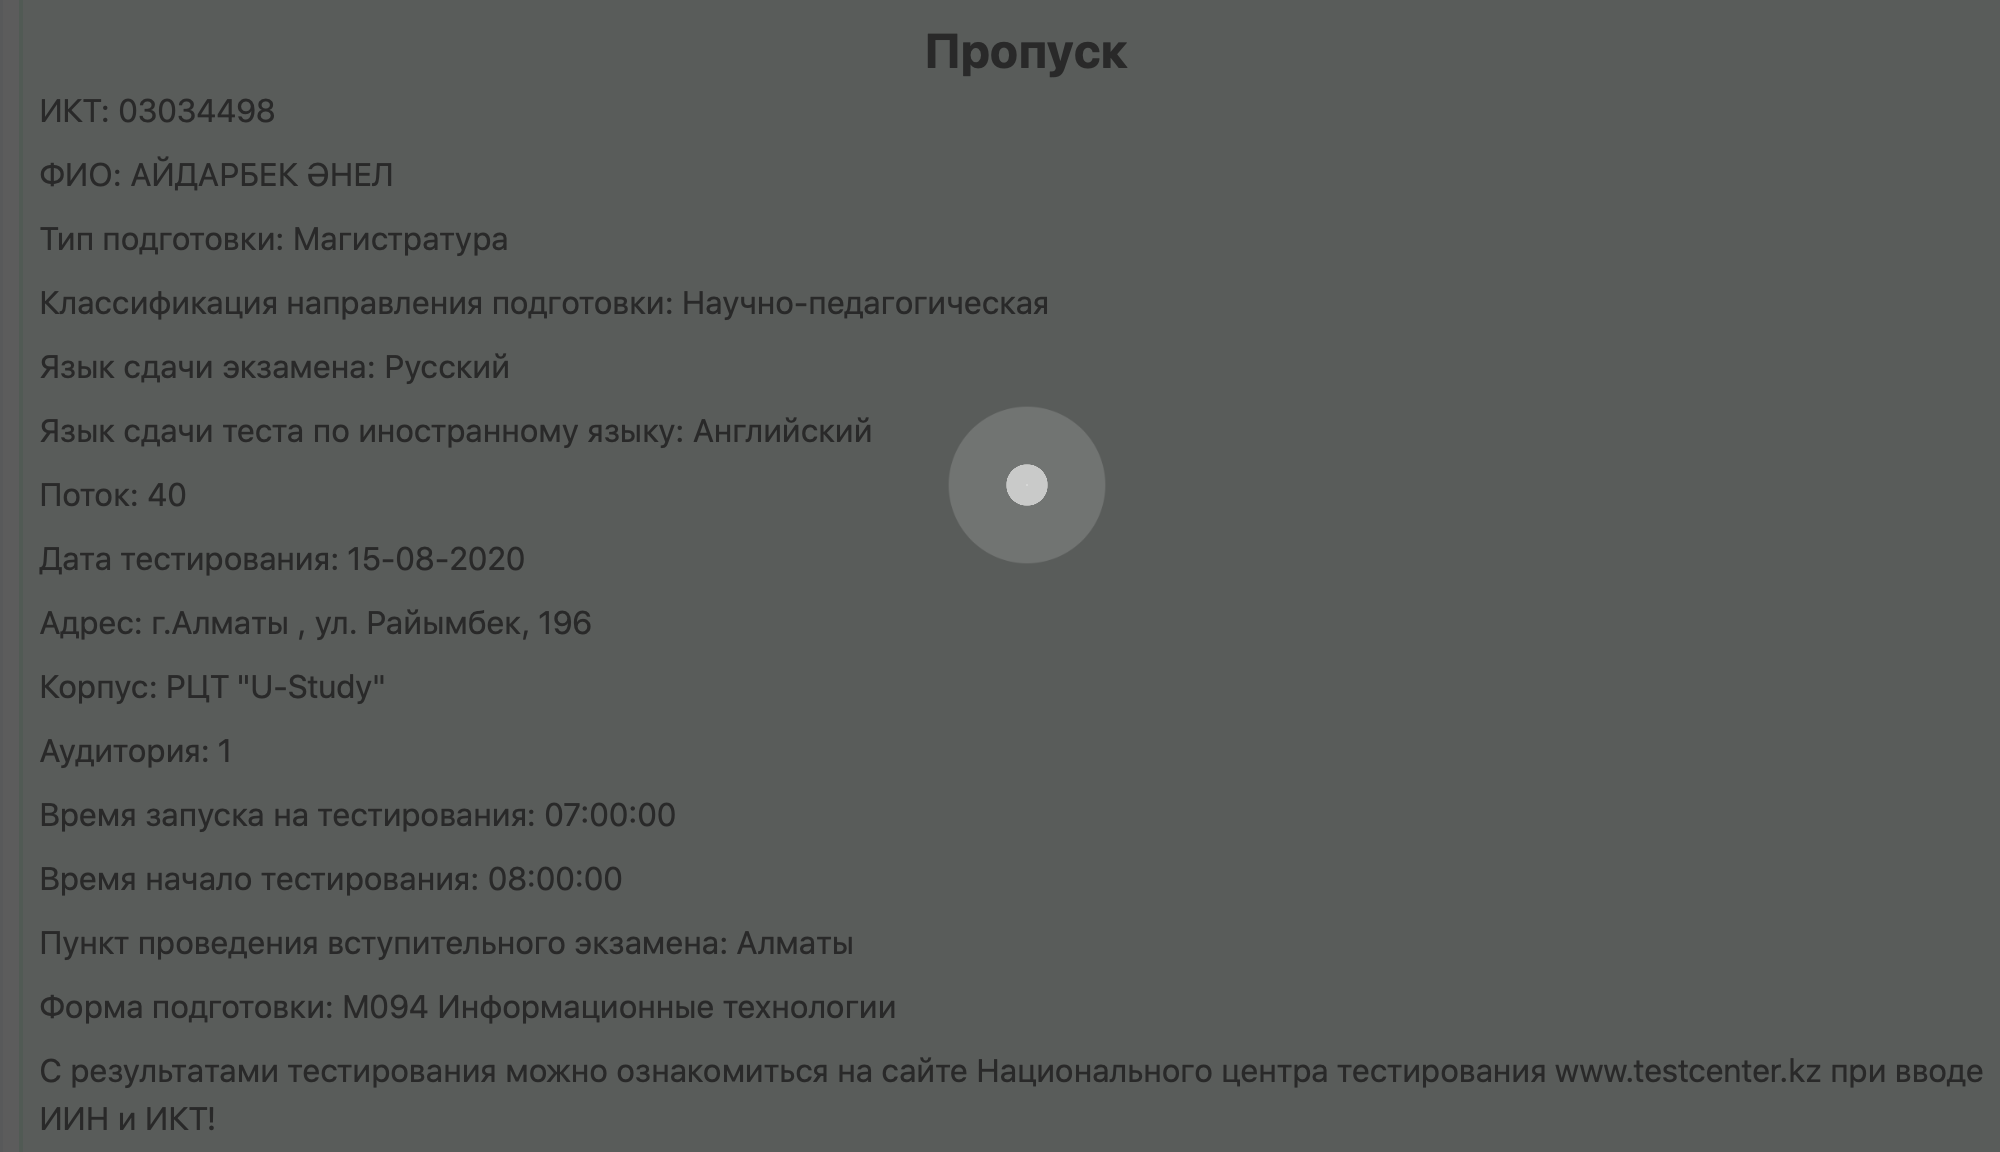 Пропуск
ИКТ: 03034498
ФИО: АЙДАРБЕК ӘНЕЛ
Тип подготовки: Магистратура
Классификация направления подготовки: Научно-педагогическая
Язык сдачи экзамена: Русский
Язык сдачи теста по иностранному языку: Английский
Поток: 40
Дата тестирования: 15-08-2020
Адрес: г.Алматы , ул. Райымбек, 196
Корпус: РЦТ "U-Study"
Аудитория: 1
Время запуска на тестирования: 07:00:00
Время начало тестирования: 08:00:00
Пункт проведения вступительного экзамена: Алматы
Форма подготовки: M094 Информационные технологии
С результатами тестирования можно ознакомиться на сайте Национального центра тестирования www.testcenter.kz при вводе
ИИН и ИКТ!